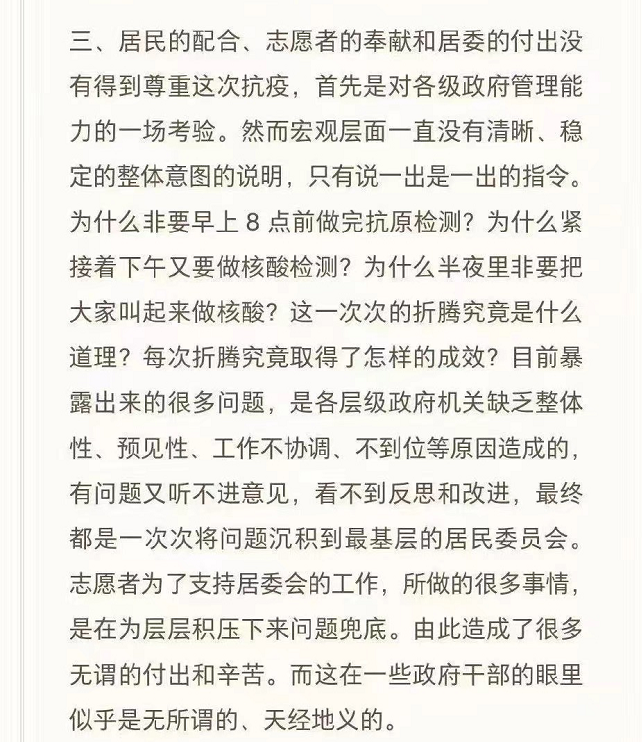 三、居民的配合、志愿者的奉献和居委的付出没
有得到尊重这次抗疫，首先是对各级政府管理能
力的一场考验。然而宏观层面一直没有清晰、稳
定的整体意图的说明，只有说一出是一出的指令。
为什么非要早上 8 点前做完抗原检测？为什么紧
接着下午又要做核酸检测？为什么半夜里非要把
大家叫起来做核酸？这一次次的折腾究竟是什么
道理？每次折腾究竟取得了怎样的成效？目前暴
露出来的很多问题，是各层级政府机关缺乏整体
性、预见性、工作不协调、不到位等原因造成的，
有问题又听不进意见，看不到反思和改进，最终
都是一次次将问题沉积到最基层的居民委员会。
志愿者为了支持居委会的工作，所做的很多事情，
是在为层层积压下来问题兜底。由此造成了很多
无谓的付出和辛苦。而这在一些政府干部的眼里
似乎是无所谓的、天经地义的。